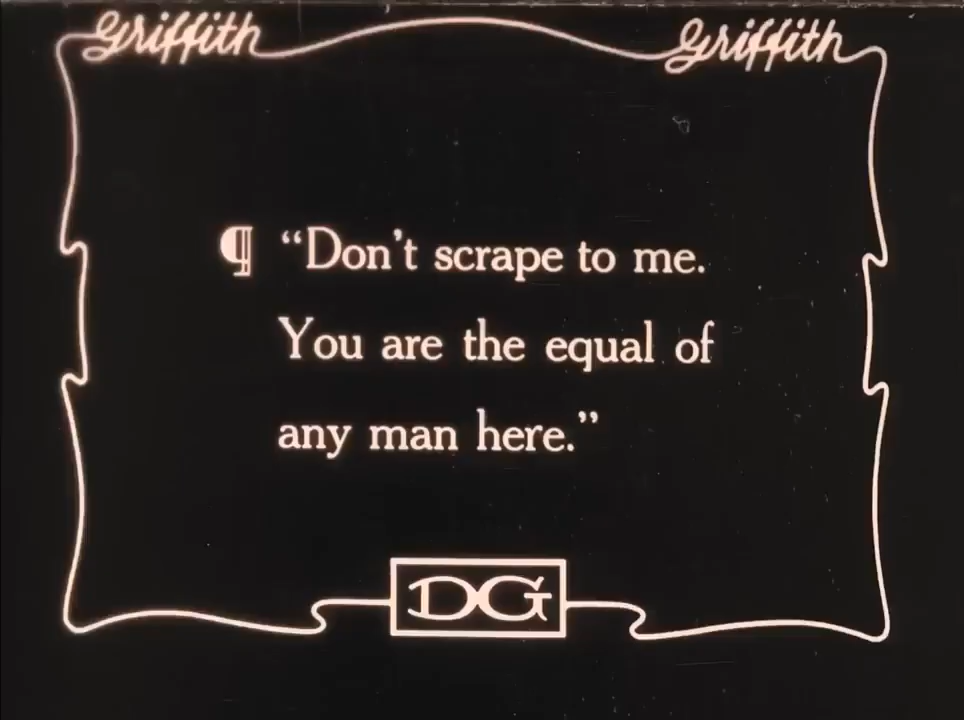 Griffith Griffith
¶ “Don't scrape to me.
You are the equal of
any man here.”
DG